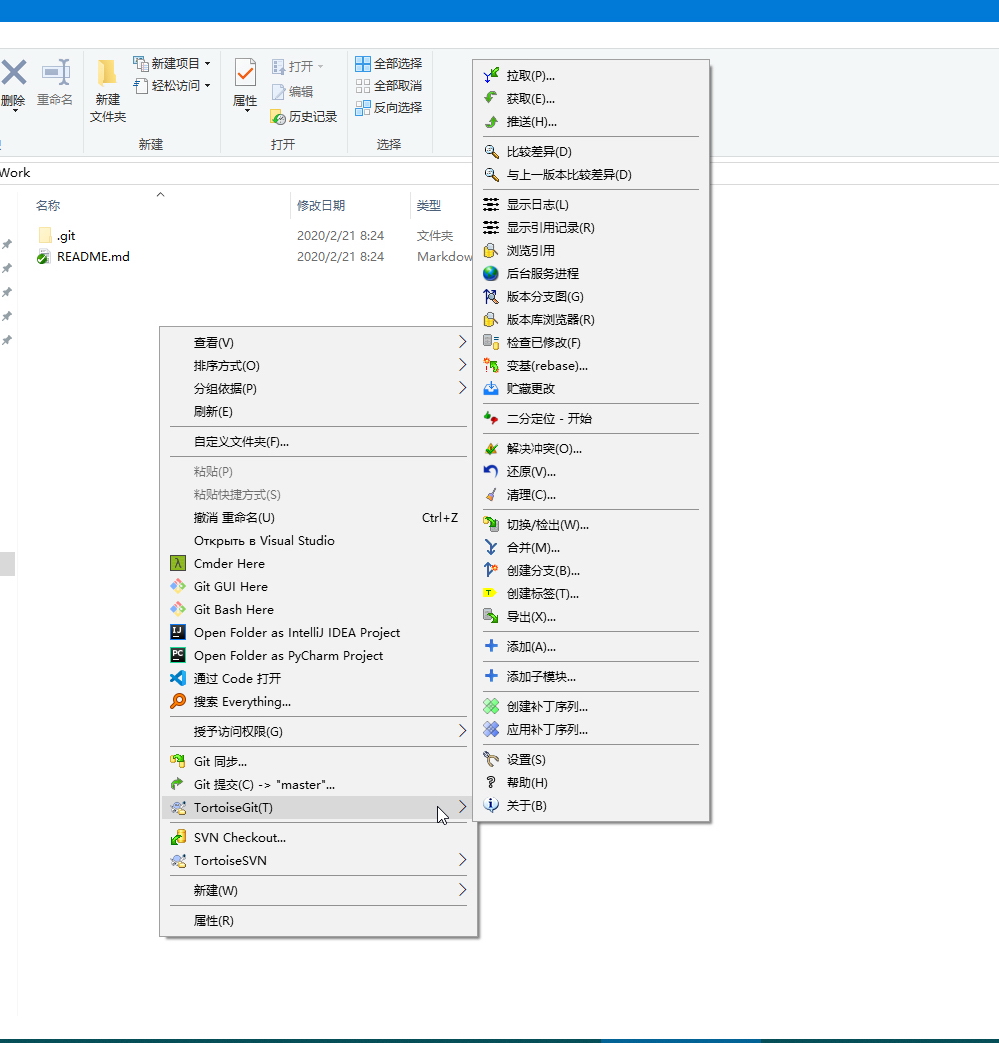 删除
重命名
新建
文件夹
新建项目
轻松访问
新建
属性
打开
编辑
历史记录
打开
全部选择
全部取消
反向选择
选择
Work
名称
修改日期
类型
.git
2020/2/21 8:24
文件夹
README.md
2020/2/21 8:24
Markdow
查看(V)
排序方式(O)
分组依据(P)
刷新(E)
自定义文件夹(F)...
粘贴(P)
粘贴快捷方式(S)
撤消 重命名(U) Ctrl+Z
Открыть в Visual Studio
Cmder Here
Git GUI Here
Git Bash Here
Open Folder as IntelliJ IDEA Project
Open Folder as PyCharm Project
通过 Code 打开
搜索 Everything...
授予访问权限(G)
Git 同步...
Git 提交(C) -> "master"...
TortoiseGit(T)
SVN Checkout...
TortoiseSVN
新建(W)
属性(R)
拉取(P)...
获取(E)...
推送(H)...
比较差异(D)
与上一版本比较差异(D)
显示日志(L)
显示引用记录(R)
浏览引用
后台服务进程
版本分支图(G)
版本库浏览器(R)
检查已修改(F)
变基(rebase)...
贮藏更改
二分定位 - 开始
解决冲突(O)...
还原(V)...
清理(C)...
切换/检出(W)...
合并(M)...
创建分支(B)...
创建标签(T)...
导出(X)...
添加(A)...
添加子模块...
创建补丁序列...
应用补丁序列...
设置(S)
帮助(H)
关于(B)